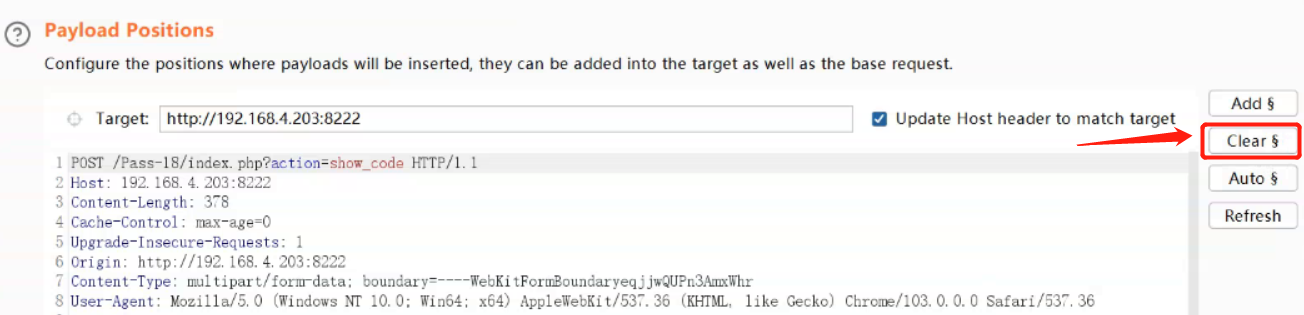 Payload Positions
Configure the positions where payloads will be inserted, they can be added into the target as well as the base request.
Target: http://192.168.4.203:8222
Update Host header to match target
Add §
Clear §
Auto §
Refresh
1 POST /Pass-18/index.php?action=show_code HTTP/1.1
2 Host: 192.168.4.203:8222
3 Content-Length: 378
4 Cache-Control: max-age=0
5 Upgrade-Insecure-Requests: 1
6 Origin: http://192.168.4.203:8222
7 Content-Type: multipart/form-data; boundary=----WebKitFormBoundaryeqjjwQUPn3AmxWhr
8 User-Agent: Mozilla/5.0 (Windows NT 10.0; Win64; x64) AppleWebKit/537.36 (KHTML, like Gecko) Chrome/103.0.0.0 Safari/537.36